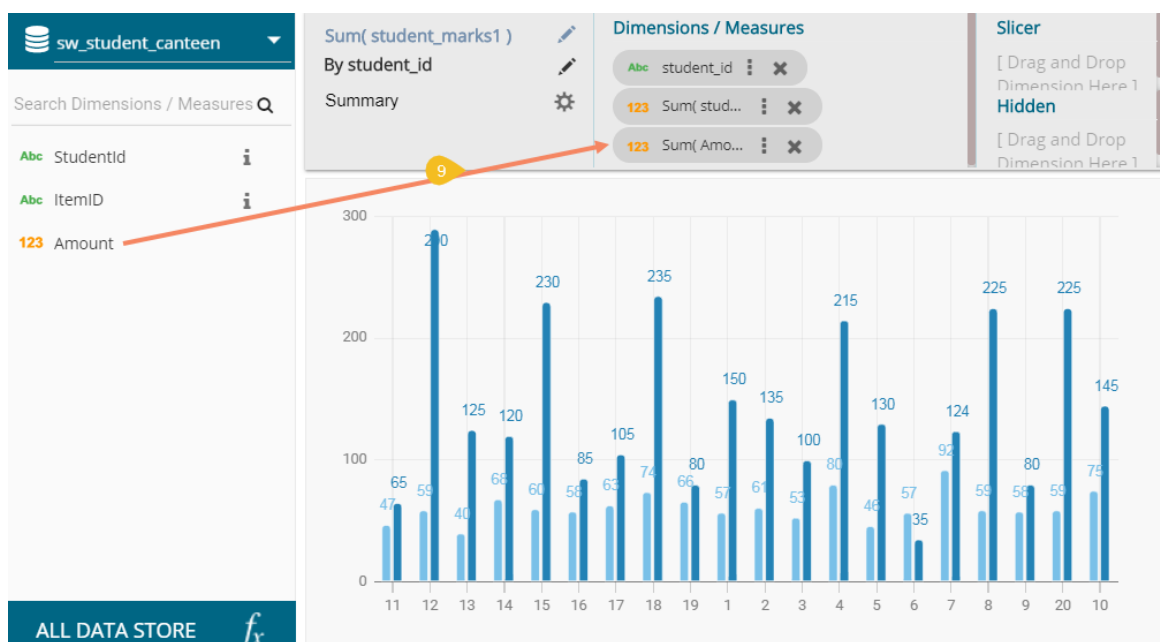 sw_student_canteen
Search Dimensions / Measures
Abc StudentId i
Abc ItemID i
123 Amount
ALL DATA STORE fx
Sum( student_marks1 )
By student_id
Summary
Dimensions / Measures
Abc student_id
123 Sum( stud...
123 Sum( Amo...
Slicer
[ Drag and Drop
Dimension Here ]
Hidden
[ Drag and Drop
Dimension Here ]
9
300
200
100
0
47 65
59 290
40 125
68 120
60 230
58 85
63 105
74 235
66 80
57 150
61 135
53 100
80 215
46 130
57 35
92 124
59 225
58 80
59 225
75 145
11 12 13 14 15 16 17 18 19 1 2 3 4 5 6 7 8 9 20 10